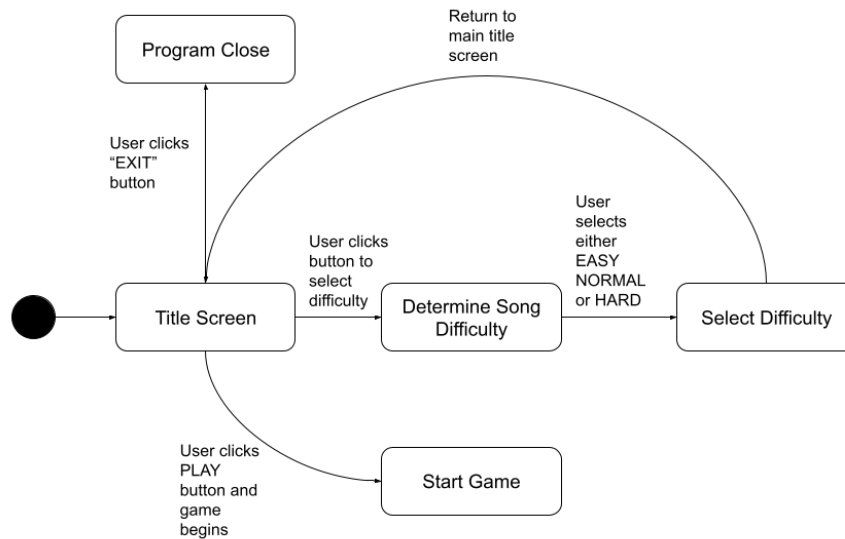 Return to
main title
screen
Program Close
User clicks
“EXIT”
button
User
selects
either
EASY
NORMAL
or HARD
User clicks
button to
select
difficulty
Title Screen
Determine Song
Difficulty
Select Difficulty
User clicks
PLAY
button and
game
begins
Start Game